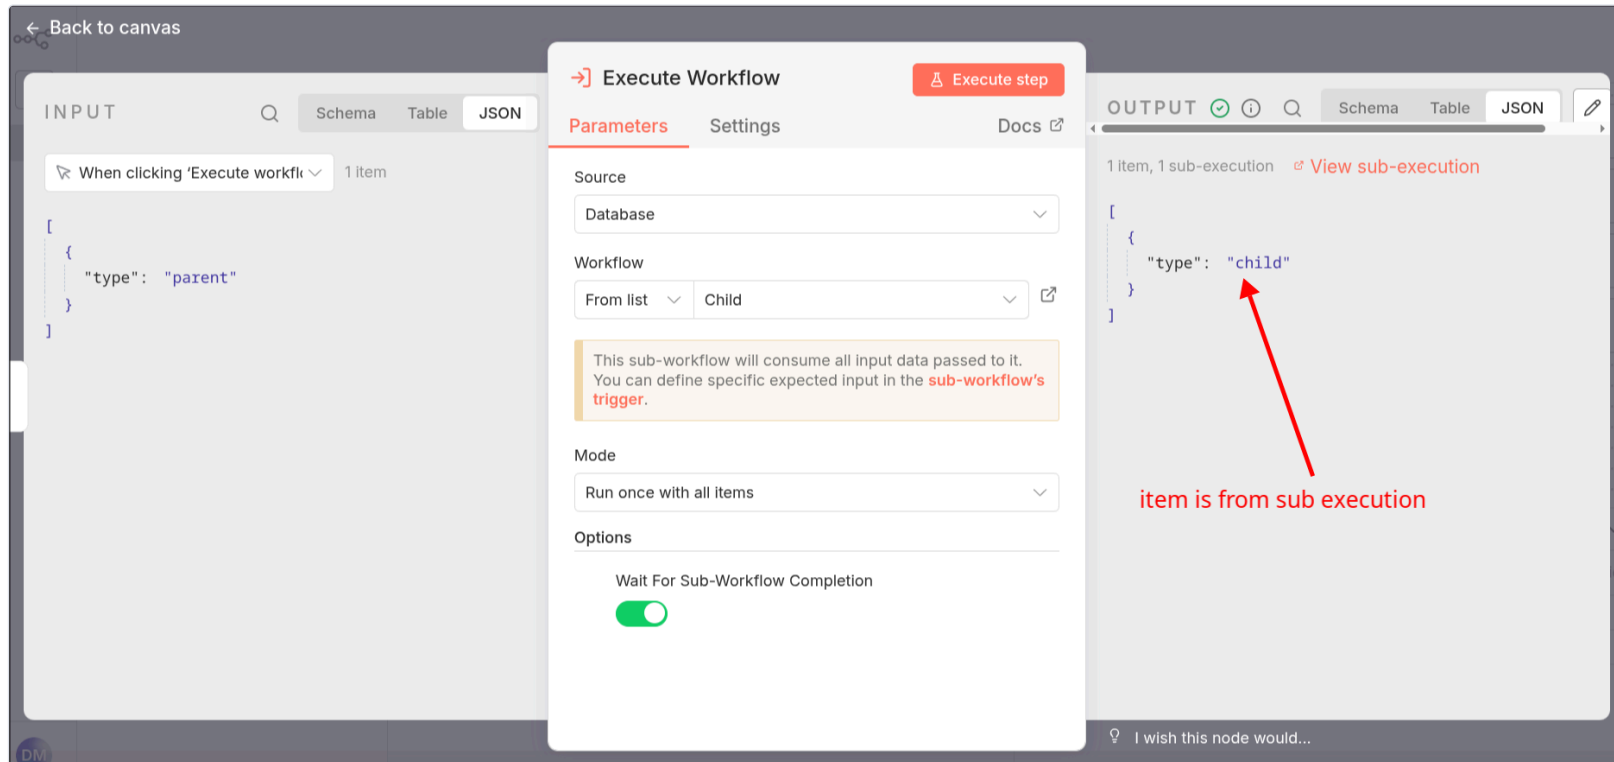 Back to canvas
INPUT
Schema
Table
JSON
When clicking ‘Execute workflo
1 item
[
{
"type": "parent"
}
]
Execute Workflow
Execute step
Parameters
Settings
Docs
Source
Database
Workflow
From list
Child
This sub-workflow will consume all input data passed to it.
You can define specific expected input in the sub-workflow’s
trigger.
Mode
Run once with all items
Options
Wait For Sub-Workflow Completion
OUTPUT
Schema
Table
JSON
1 item, 1 sub-execution
View sub-execution
[
{
"type": "child"
}
]
item is from sub execution
I wish this node would...
DM